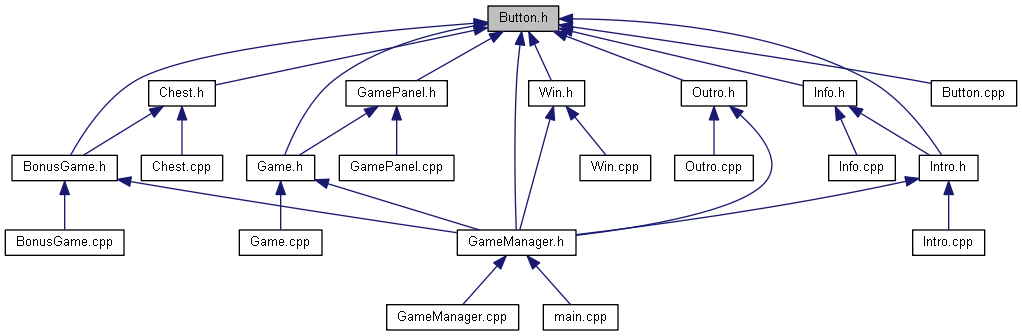 Button.h
Chest.h
GamePanel.h
Win.h
Outro.h
Info.h
Button.cpp
BonusGame.h
Chest.cpp
Game.h
GamePanel.cpp
Win.cpp
Outro.cpp
Info.cpp
Intro.h
BonusGame.cpp
Game.cpp
GameManager.h
Intro.cpp
GameManager.cpp
main.cpp